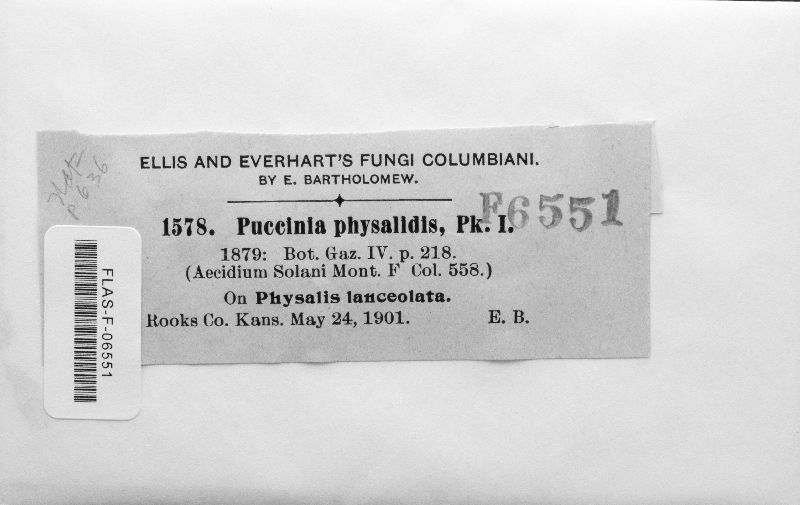 ELLIS AND EVERHART'S FUNGI COLUMBIANI.
BY E. BARTHOLOMEW.
1578. Puccinia physalidis, Pk. I.
F6551
1879: Bot. Gaz. IV. p. 218.
(Aecidium Solani Mont. F Col. 558.)
On Physalis lanceolata.
Rooks Co. Kans. May 24, 1901. E. B.
FLAS-F-06551
p 636